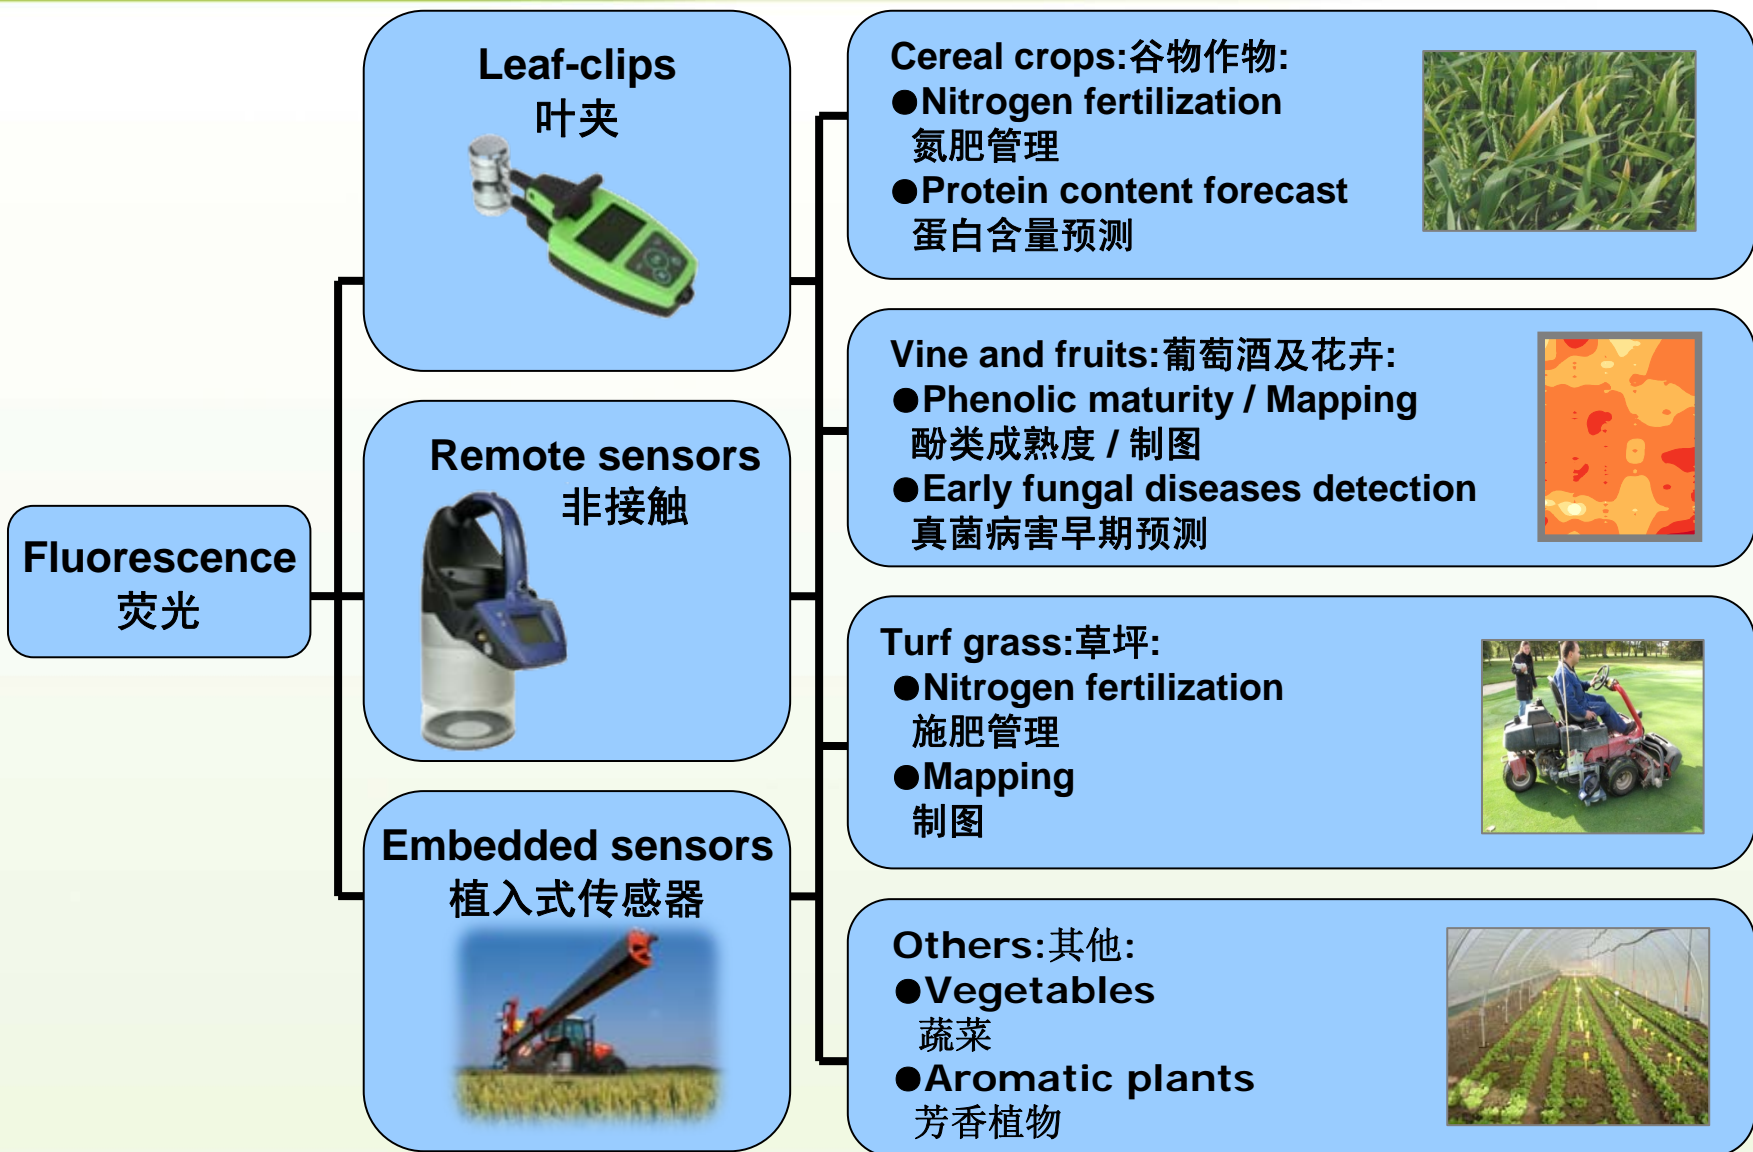 Fluorescence
荧光
Leaf-clips
叶夹
Remote sensors
非接触
Embedded sensors
植入式传感器
Cereal crops:谷物作物:
●Nitrogen fertilization
氮肥管理
●Protein content forecast
蛋白含量预测
Vine and fruits:葡萄酒及花卉:
●Phenolic maturity / Mapping
酚类成熟度 / 制图
●Early fungal diseases detection
真菌病害早期预测
Turf grass:草坪:
●Nitrogen fertilization
施肥管理
●Mapping
制图
Others:其他:
●Vegetables
蔬菜
●Aromatic plants
芳香植物